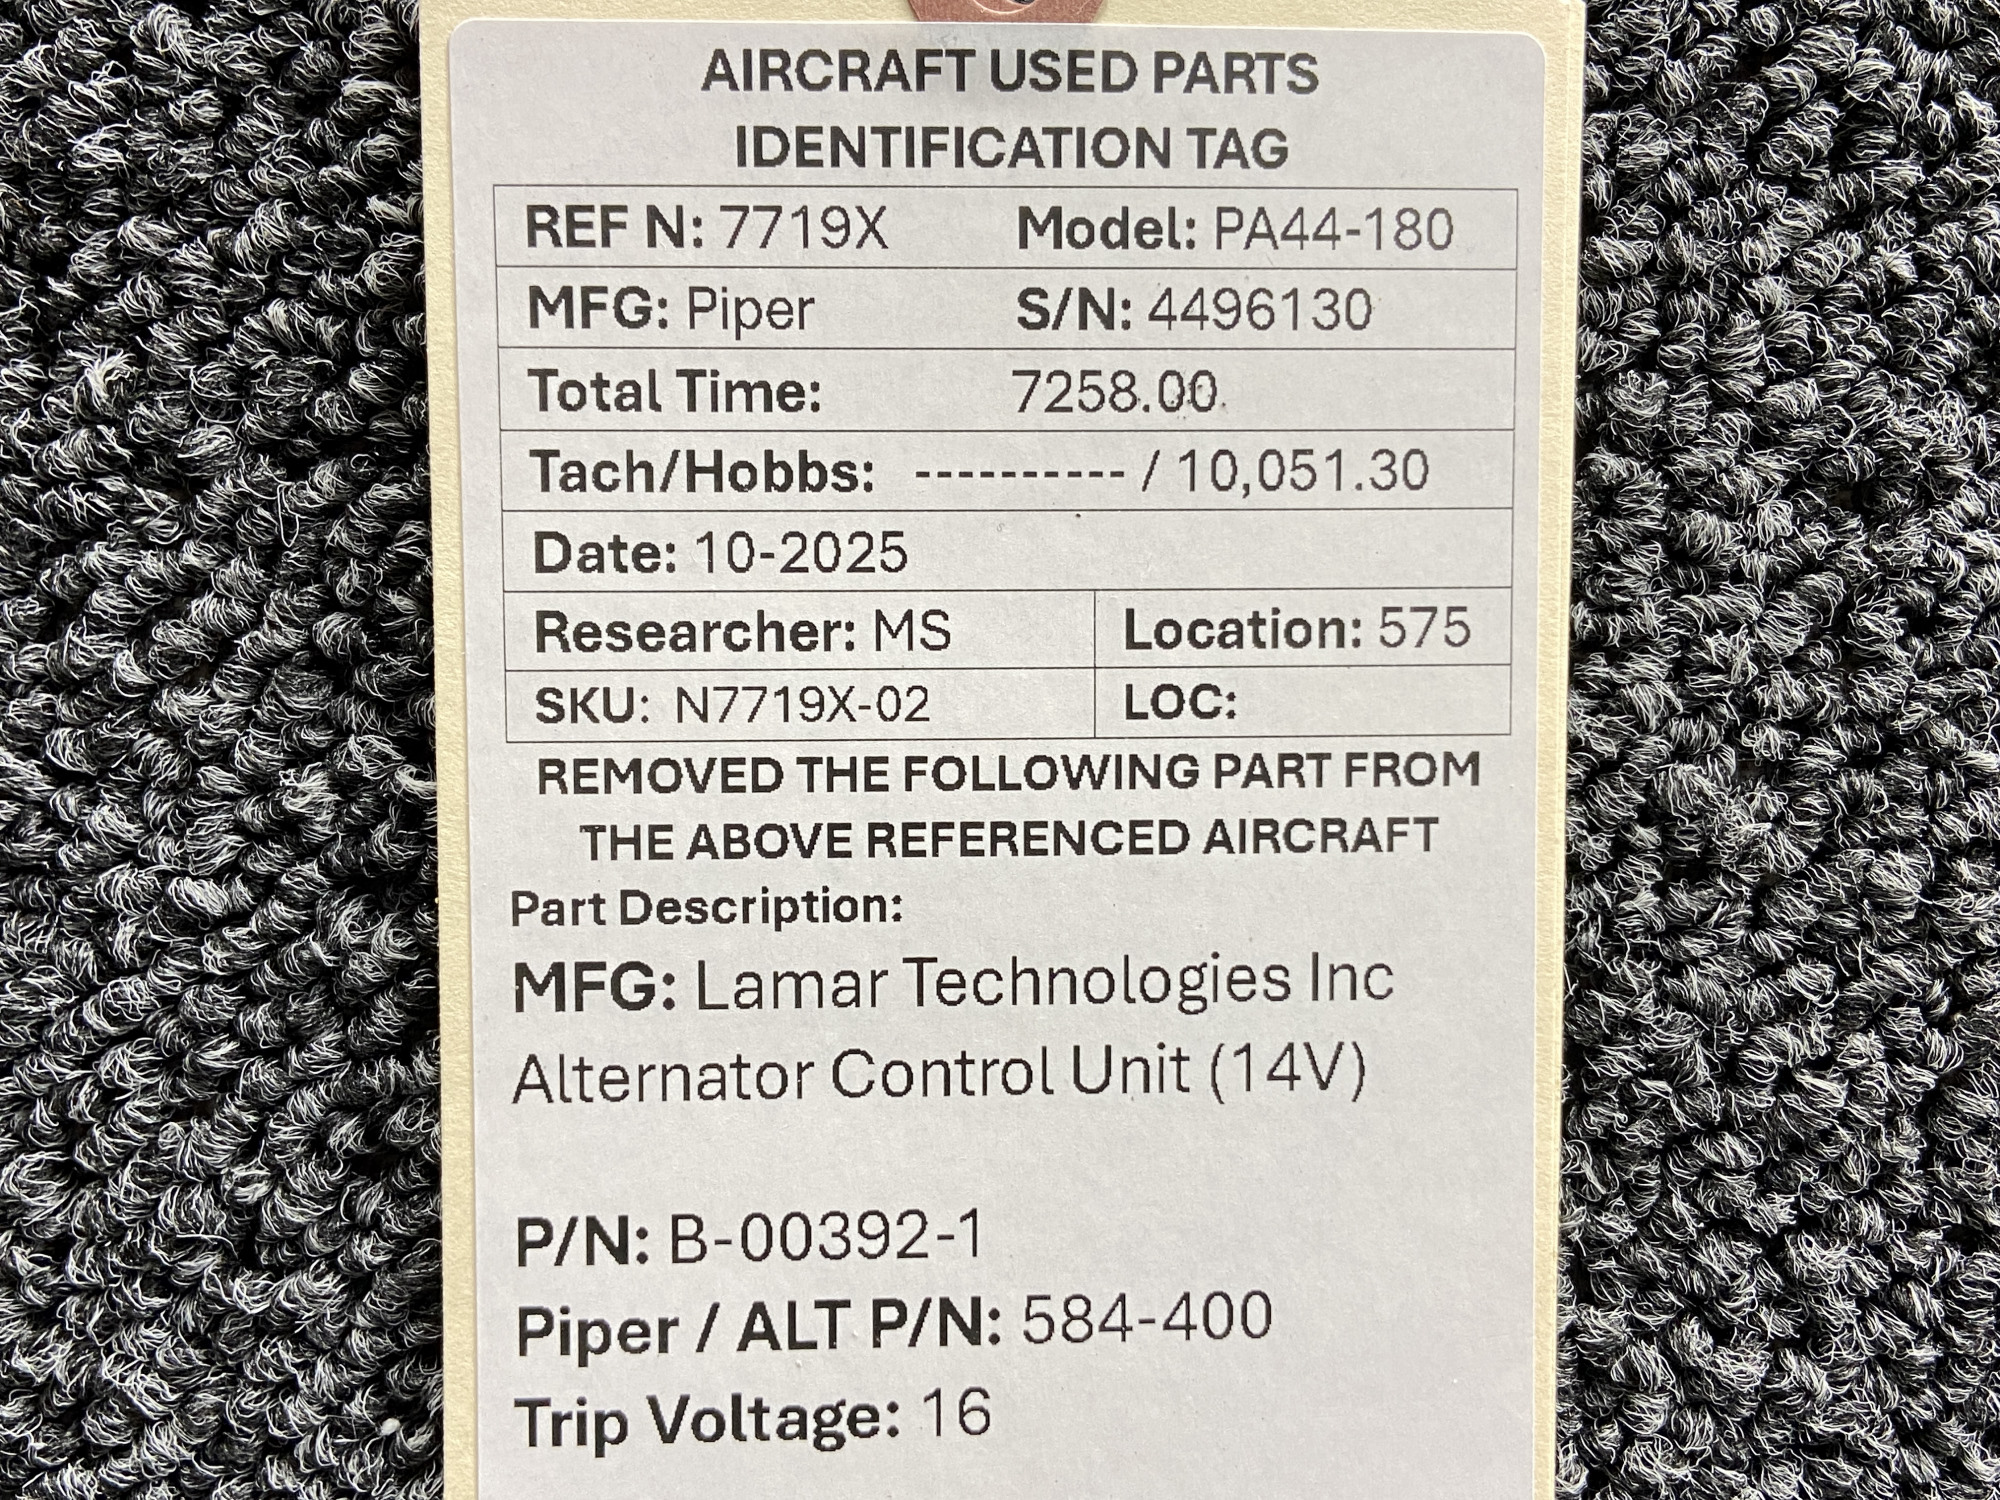 AIRCRAFT USED PARTS
IDENTIFICATION TAG
REF N: 7719X Model: PA44-180
MFG: Piper S/N: 4496130
Total Time: 7258.00
Tach/Hobbs: ---------- / 10,051.30
Date: 10-2025
Researcher: MS Location: 575
SKU: N7719X-02 LOC:
REMOVED THE FOLLOWING PART FROM
THE ABOVE REFERENCED AIRCRAFT
Part Description:
MFG: Lamar Technologies Inc
Alternator Control Unit (14V)
P/N: B-00392-1
Piper / ALT P/N: 584-400
Trip Voltage: 16